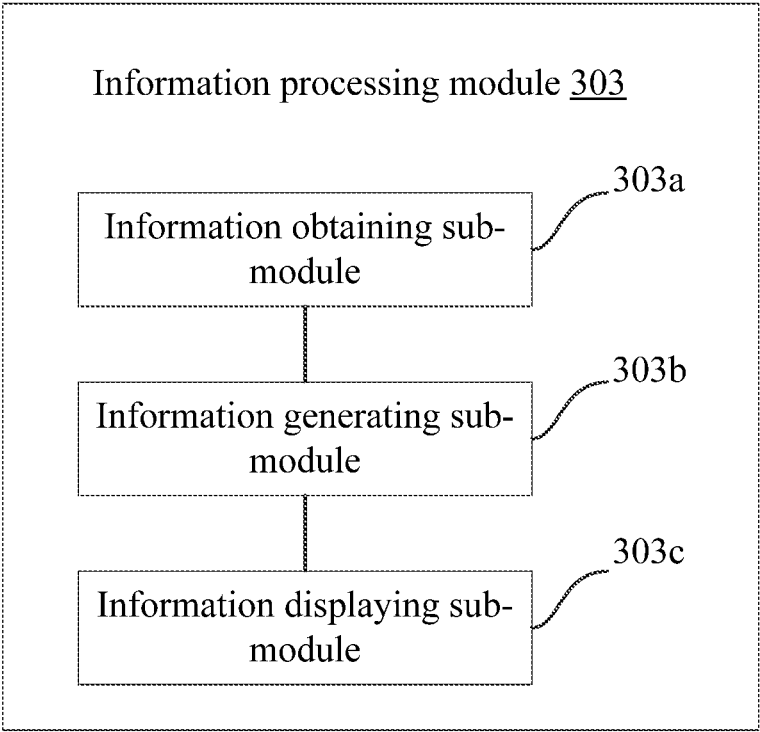 Information processing module 303
303a
Information obtaining sub-
module
303b
Information generating sub-
module
303c
Information displaying sub-
module